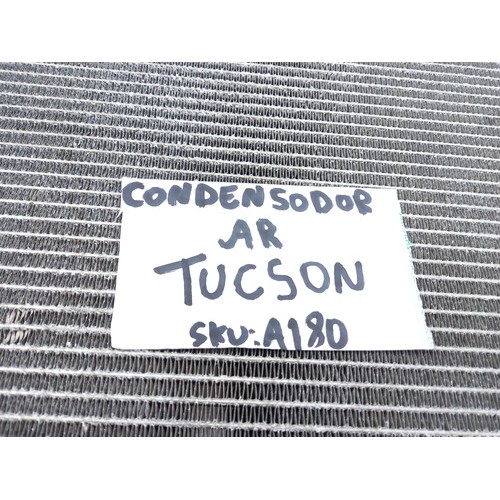 CONDENSODOR
AR
TUCSON
SKU: A180